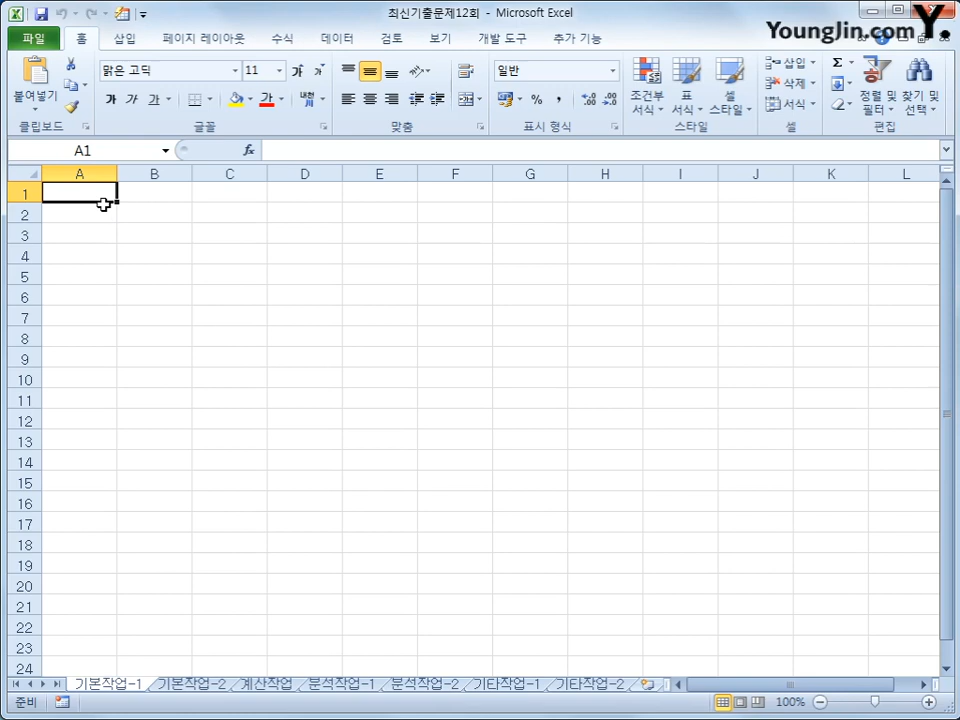 최신기출문제12회 - Microsoft Excel
Younglin.com Y.
파일 홈 삽입 페이지 레이아웃 수식 데이터 검토 보기 개발 도구 추가 기능
붙여넣기
클립보드
맑은 고딕 11 가 가
가 가 가 가 내천
글꼴
맞춤
일반
% ,
표시 형식
조건부 서식 표 서식 셀 스타일
스타일
삽입
삭제
서식
셀
Σ
정렬 및 필터 찾기 및 선택
편집
A1 fx
A B C D E F G H I J K L
1
2
3
4
5
6
7
8
9
10
11
12
13
14
15
16
17
18
19
20
21
22
23
24
기본작업-1 기본작업-2 계산작업 분석작업-1 분석작업-2 기타작업-1 기타작업-2
준비 100%